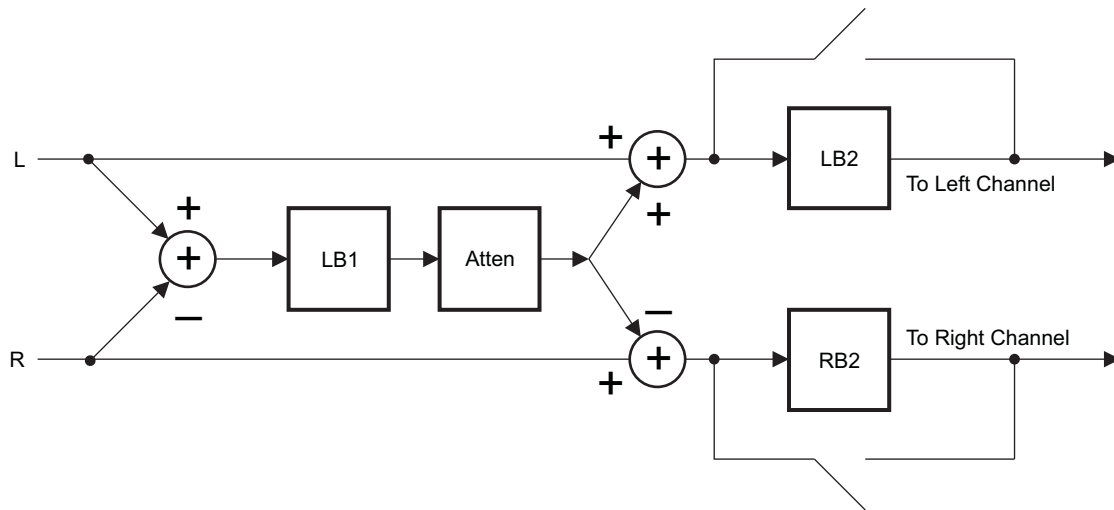 L
+
+
LB2
To Left Channel
+
+
+
LB1
Atten
−
−
To Right Channel
R
+
RB2
+